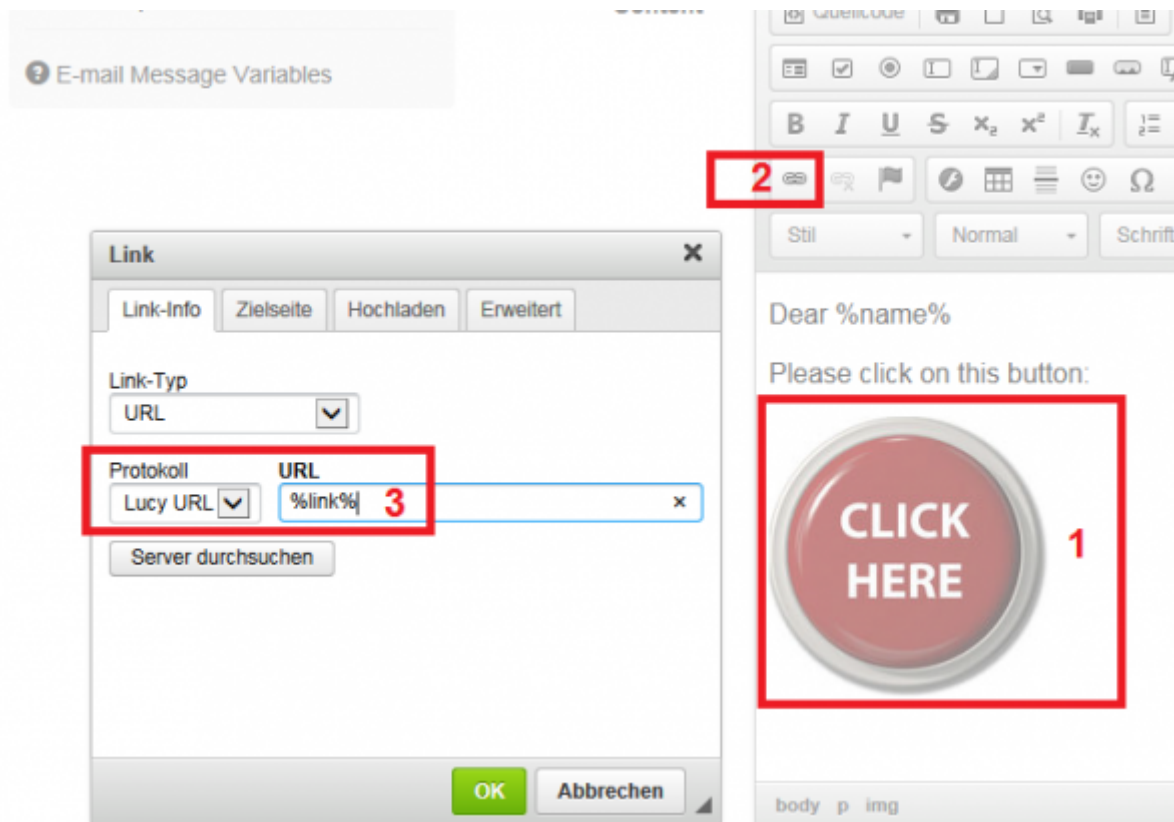 Content
Quellcode
E-mail Message Variables
B I U S x₂ x² Iₓ
2
Stil Normal Schrift
Link
Link-Info Zielseite Hochladen Erweitert
Link-Typ
URL
Protokoll URL
Lucy URL %link% 3
Server durchsuchen
OK Abbrechen
Dear %name%
Please click on this button:
CLICK
HERE
1
body p img